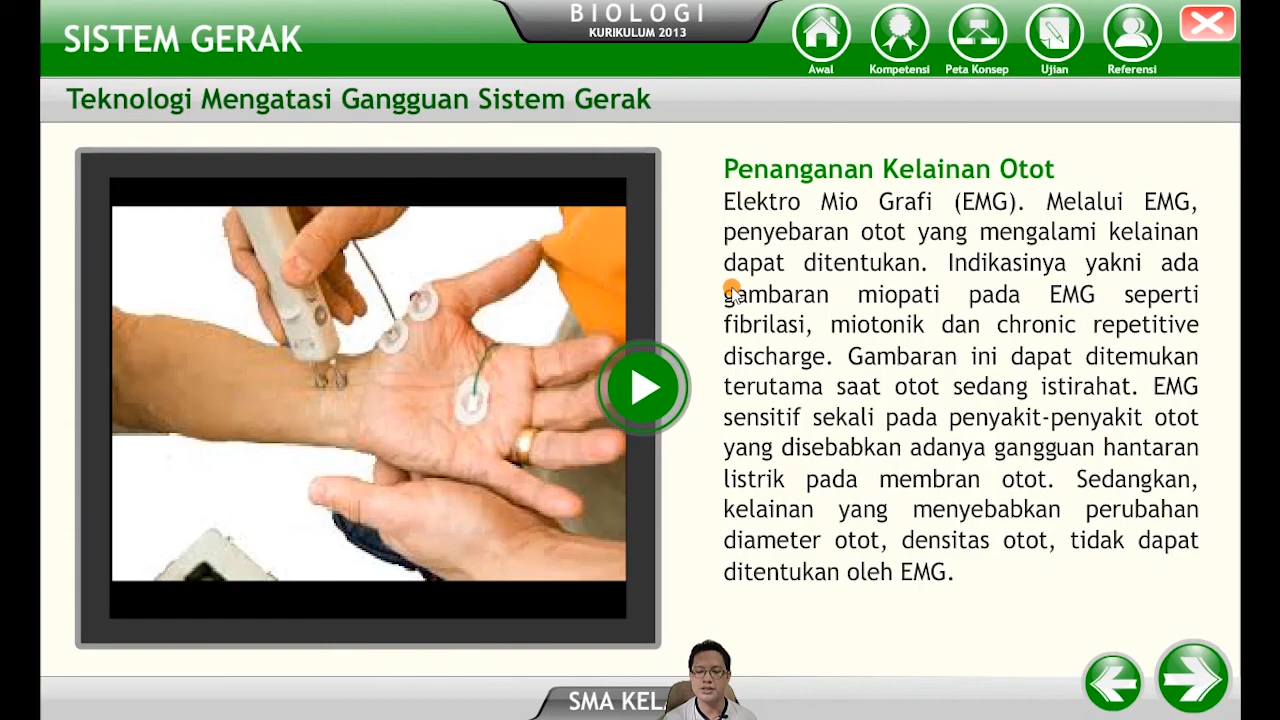 BIOLOGI
KURIKULUM 2013
SISTEM GERAK
Awal
Kompetensi
Peta Konsep
Ujian
Referensi
Teknologi Mengatasi Gangguan Sistem Gerak
Penanganan Kelainan Otot
Elektro Mio Grafi (EMG). Melalui EMG,
penyebaran otot yang mengalami kelainan
dapat ditentukan. Indikasinya yakni ada
gambaran miopati pada EMG seperti
fibrilasi, miotonik dan chronic repetitive
discharge. Gambaran ini dapat ditemukan
terutama saat otot sedang istirahat. EMG
sensitif sekali pada penyakit-penyakit otot
yang disebabkan adanya gangguan hantaran
listrik pada membran otot. Sedangkan,
kelainan yang menyebabkan perubahan
diameter otot, densitas otot, tidak dapat
ditentukan oleh EMG.
SMA